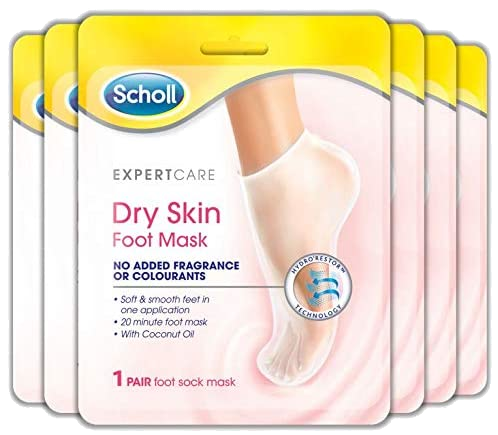 Scholl
EXPERTCARE
Dry Skin
Foot Mask
NO ADDED FRAGRANCE
OR COLOURANTS
• Soft & smooth feet in
one application
• 20 minute foot mask
• With Coconut Oil
HYDRO'RESTOR™
TECHNOLOGY
1 PAIR foot sock mask